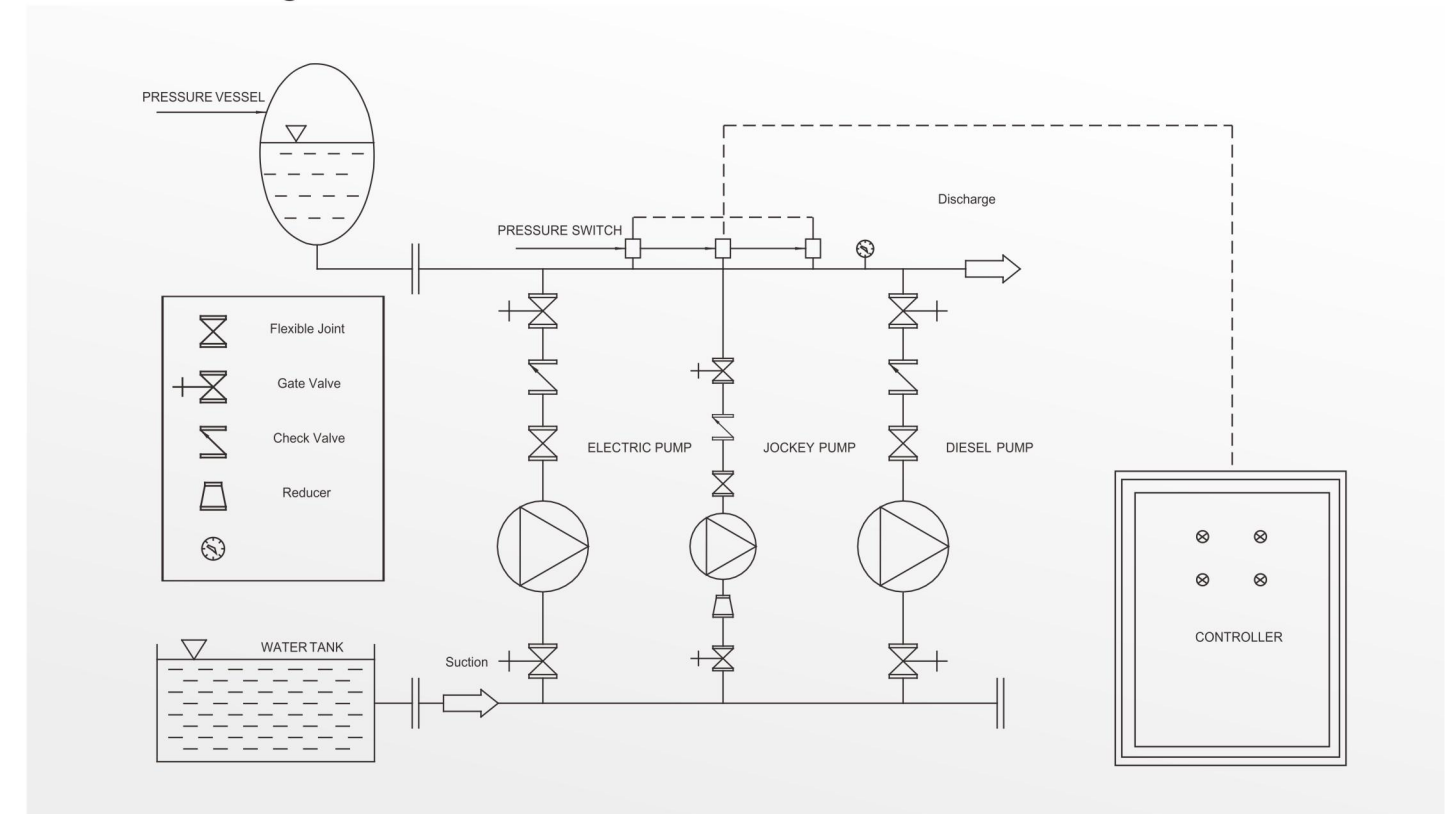 PRESSURE VESSEL
Discharge
PRESSURE SWITCH
Flexible Joint
Gate Valve
Check Valve
Reducer
ELECTRIC PUMP
JOCKEY PUMP
DIESEL PUMP
WATER TANK
Suction
CONTROLLER